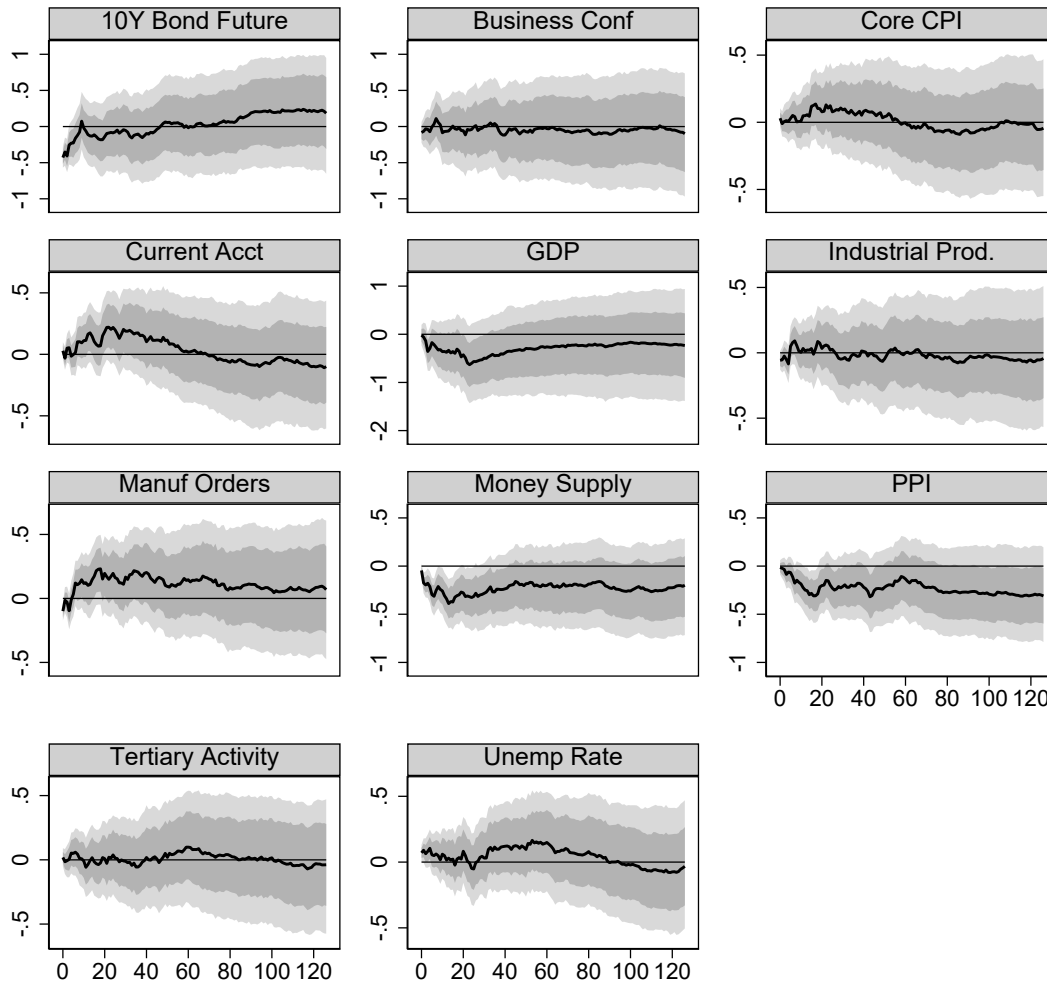 10Y Bond Future
1
.5
0
-.5
-1
Business Conf
1
.5
0
-.5
-1
Core CPI
.5
0
-.5
Current Acct
.5
0
-.5
GDP
1
0
-1
-2
Industrial Prod.
.5
0
-.5
Manuf Orders
.5
0
-.5
Money Supply
.5
0
-.5
-1
PPI
.5
0
-.5
-1
0 20 40 60 80 100 120
Tertiary Activity
.5
0
-.5
0 20 40 60 80 100 120
Unemp Rate
.5
0
-.5
0 20 40 60 80 100 120